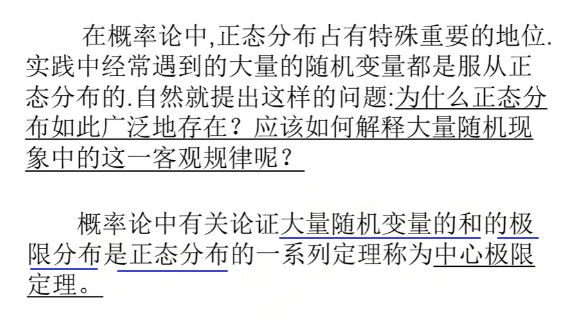 在概率论中,正态分布占有特殊重要的地位.
实践中经常遇到的大量的随机变量都是服从正
态分布的.自然就提出这样的问题:为什么正态分
布如此广泛地存在？应该如何解释大量随机现
象中的这一客观规律呢？
概率论中有关论证大量随机变量的和的极
限分布是正态分布的一系列定理称为中心极限
定理。